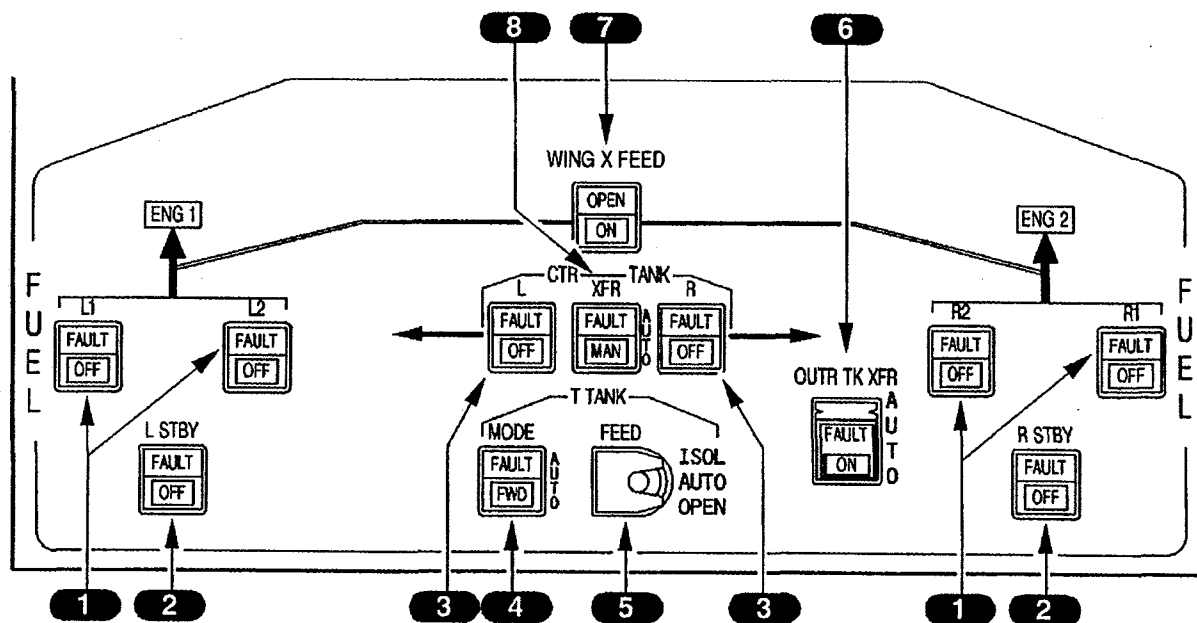 8 7 6
WING X FEED
OPEN
ON
ENG 1
ENG 2
FUEL
FUEL
CTR TANK
L XFR R
L1 L2
FAULT
OFF
FAULT
OFF
FAULT
OFF
FAULT
MAN
AUTO
FAULT
OFF
R2 R1
FAULT
OFF
FAULT
OFF
OUTR TK XFR
FAULT
ON
AUTO
T TANK
MODE
FAULT
FWD
AUTO
FEED
ISOL
AUTO
OPEN
L STBY
FAULT
OFF
R STBY
FAULT
OFF
1 2 3 4 5 3 1 2